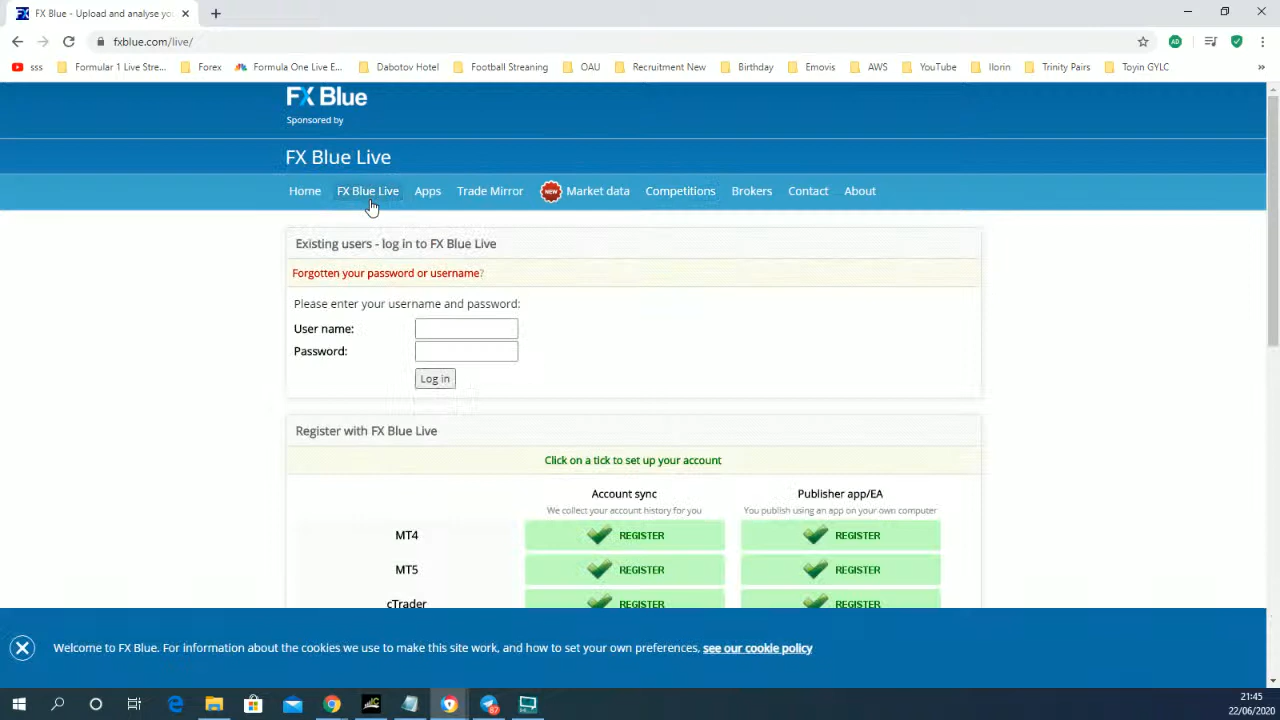 FX Blue - Upload and analyse you
fxblue.com/live/
AD
sss Formular 1 Live Stre... Forex Formula One Live E... Dabotov Hotel Football Streaming OAU Recruitment New Birthday Emovis AWS YouTube Ilorin Trinity Pairs Toyin GYLC »
FX Blue
Sponsored by
FX Blue Live
Home FX Blue Live Apps Trade Mirror NEW Market data Competitions Brokers Contact About
Existing users - log in to FX Blue Live
Forgotten your password or username?
Please enter your username and password:
User name:
Password:
Log in
Register with FX Blue Live
Click on a tick to set up your account
Account sync Publisher app/EA
We collect your account history for you You publish using an app on your own computer
MT4 REGISTER REGISTER
MT5 REGISTER REGISTER
cTrader REGISTER REGISTER
Welcome to FX Blue. For information about the cookies we use to make this site work, and how to set your own preferences, see our cookie policy
21:45
22/06/2020